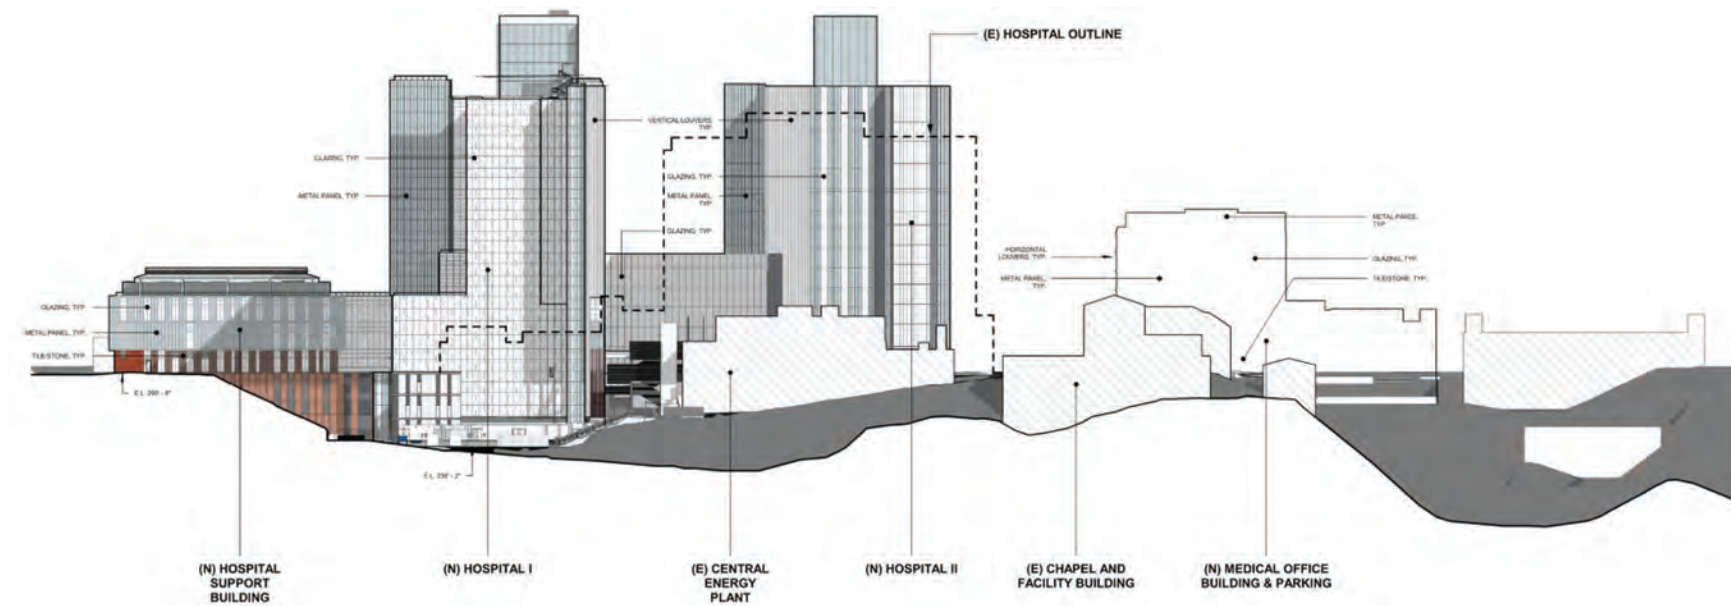 (E) HOSPITAL OUTLINE
VERTICAL LOUVERS,
TYP.
GLAZING, TYP.
METAL PANEL, TYP.
GLAZING, TYP.
METAL PANEL,
TYP.
GLAZING, TYP.
METAL PANEL,
TYP.
HORIZONTAL
LOUVERS, TYP.
GLAZING, TYP.
METAL PANEL,
TYP.
TILE/STONE, TYP.
GLAZING, TYP.
METAL PANEL, TYP.
TILE/STONE, TYP.
(N) HOSPITAL
SUPPORT
BUILDING
(N) HOSPITAL I
(E) CENTRAL
ENERGY
PLANT
(N) HOSPITAL II
(E) CHAPEL AND
FACILITY BUILDING
(N) MEDICAL OFFICE
BUILDING & PARKING